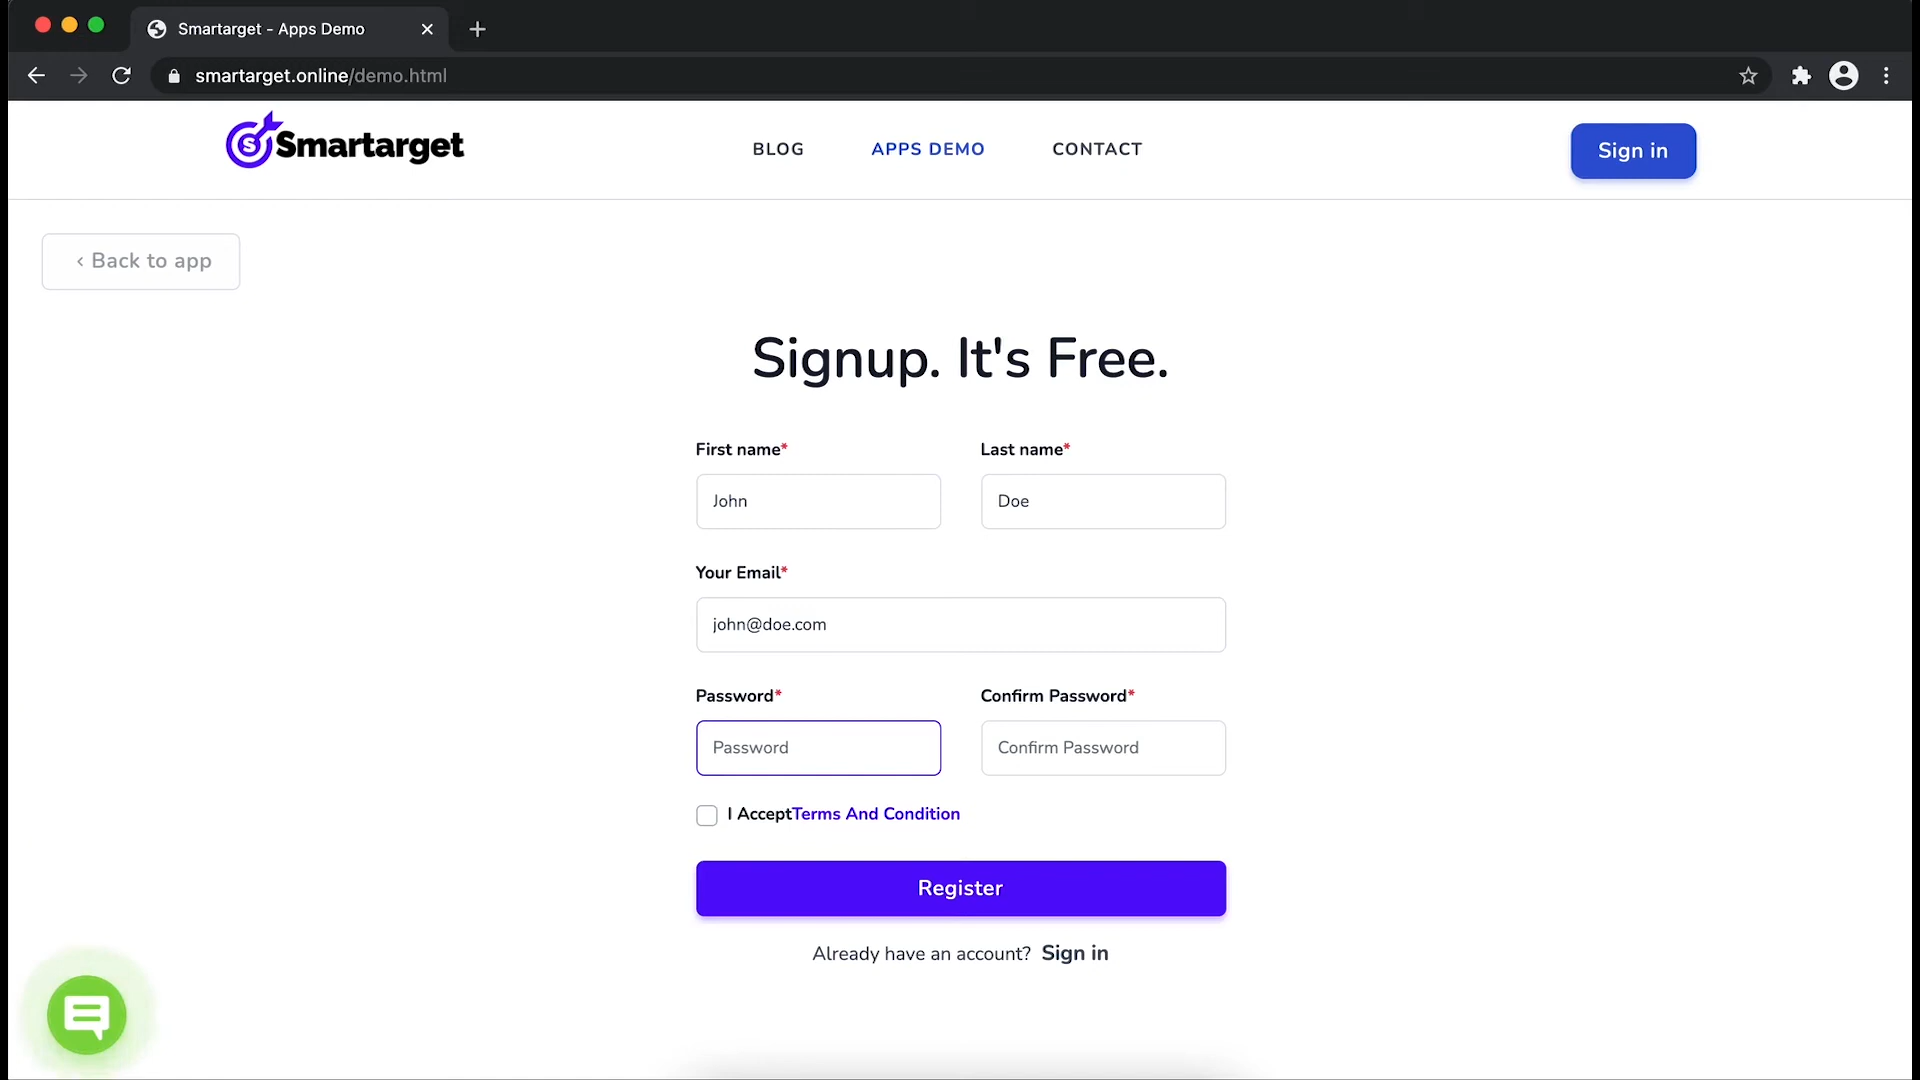 Smartarget - Apps Demo
smartarget.online/demo.html
Smartarget
BLOG
APPS DEMO
CONTACT
Sign in
‹ Back to app
Signup. It's Free.
First name*
Last name*
John
Doe
Your Email*
john@doe.com
Password*
Confirm Password*
Password
Confirm Password
I AcceptTerms And Condition
Register
Already have an account? Sign in